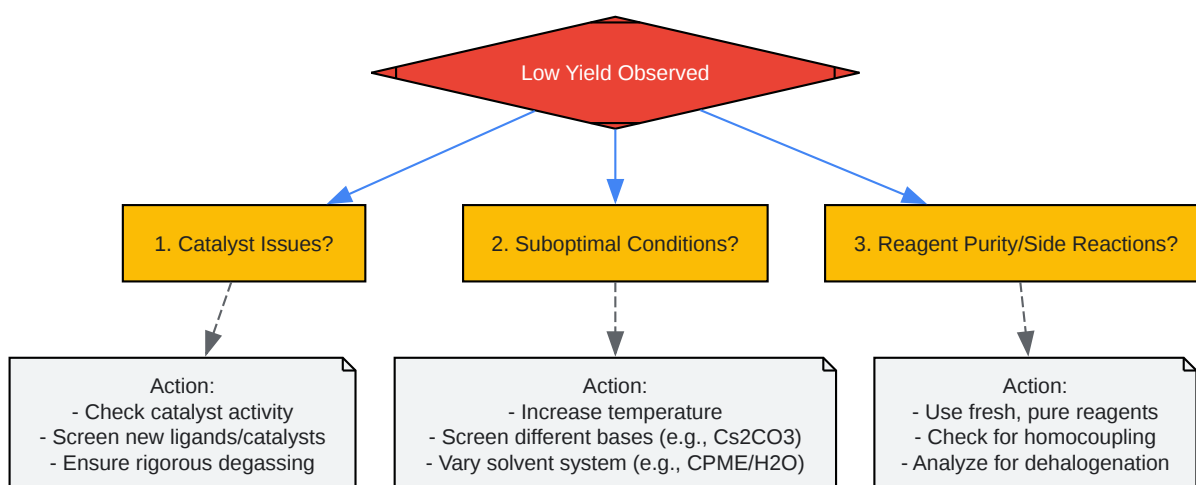 Low Yield Observed
1. Catalyst Issues?
2. Suboptimal Conditions?
3. Reagent Purity/Side Reactions?
Action:
- Check catalyst activity
- Screen new ligands/catalysts
- Ensure rigorous degassing
Action:
- Increase temperature
- Screen different bases (e.g., Cs2CO3)
- Vary solvent system (e.g., CPME/H2O)
Action:
- Use fresh, pure reagents
- Check for homocoupling
- Analyze for dehalogenation